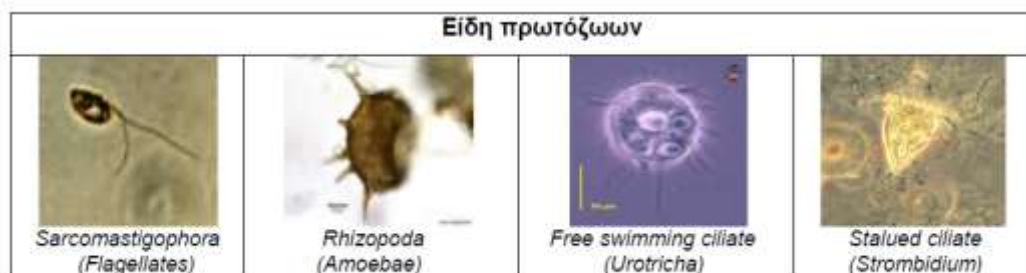 Είδη πρωτόζωων
Sarcomastigophora
(Flagellates)
Rhizopoda
(Amoebae)
Free swimming ciliate
(Urotricha)
Stalued ciliate
(Strombidium)